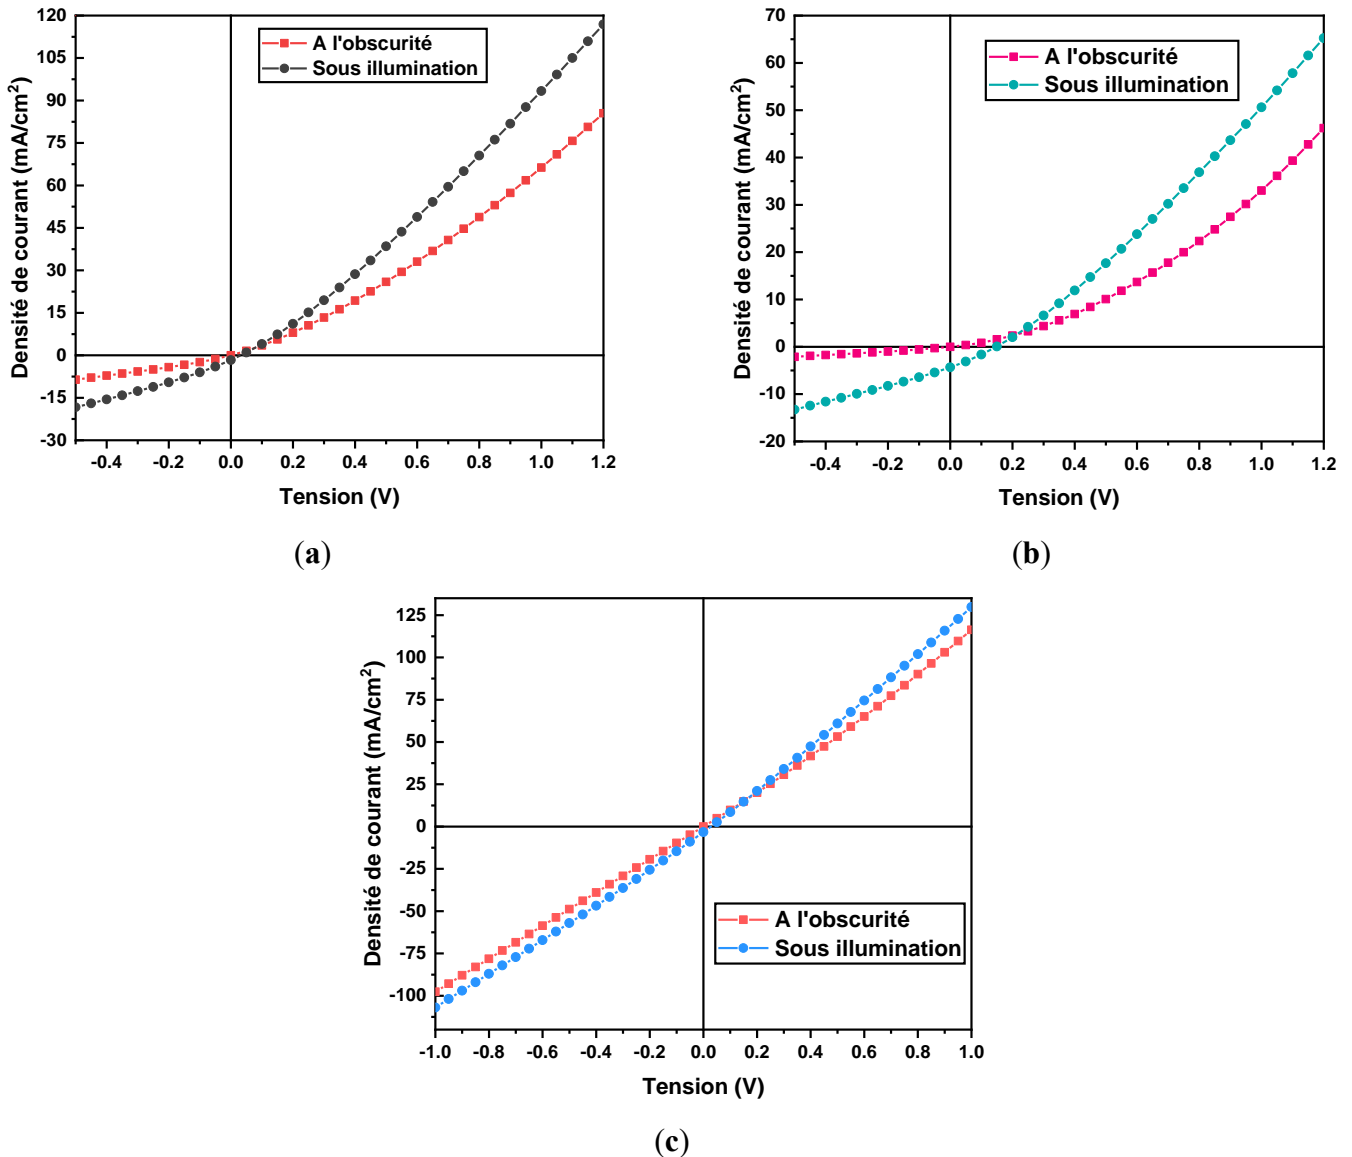 120
105
90
75
60
45
30
15
0
-15
-30
Densité de courant (mA/cm²)
A l'obscurité
Sous illumination
-0.4 -0.2 0.0 0.2 0.4 0.6 0.8 1.0 1.2
Tension (V)
(a)
70
60
50
40
30
20
10
0
-10
-20
Densité de courant (mA/cm²)
A l'obscurité
Sous illumination
-0.4 -0.2 0.0 0.2 0.4 0.6 0.8 1.0 1.2
Tension (V)
(b)
125
100
75
50
25
0
-25
-50
-75
-100
Densité de courant (mA/cm²)
A l'obscurité
Sous illumination
-1.0 -0.8 -0.6 -0.4 -0.2 0.0 0.2 0.4 0.6 0.8 1.0
Tension (V)
(c)